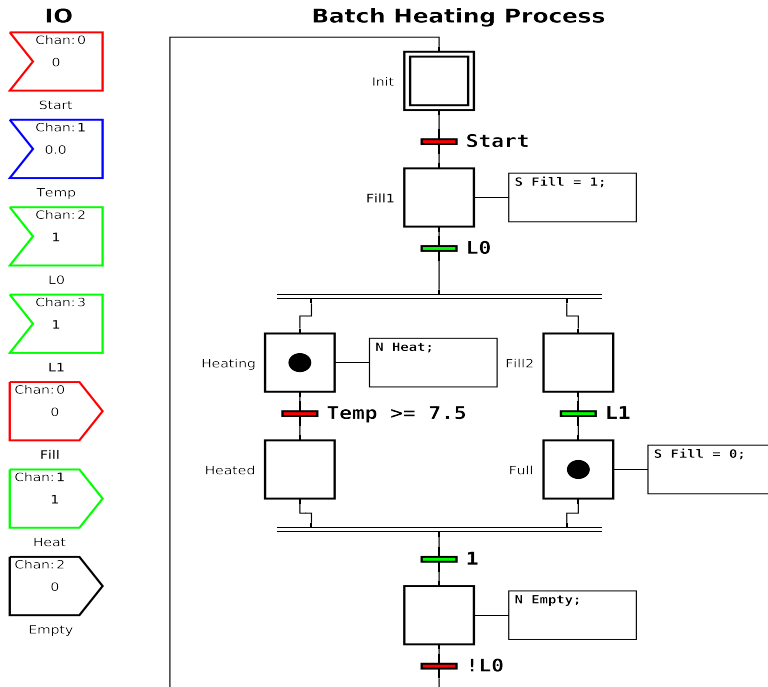 IO
Chan:0
0
Start
Chan:1
0.0
Temp
Chan:2
1
L0
Chan:3
1
L1
Chan:0
0
Fill
Chan:1
1
Heat
Chan:2
0
Empty
Batch Heating Process
Init
Start
Fill1
S Fill = 1;
L0
Heating
N Heat;
Fill2
Temp >= 7.5
L1
Heated
Full
S Fill = 0;
1
N Empty;
!L0